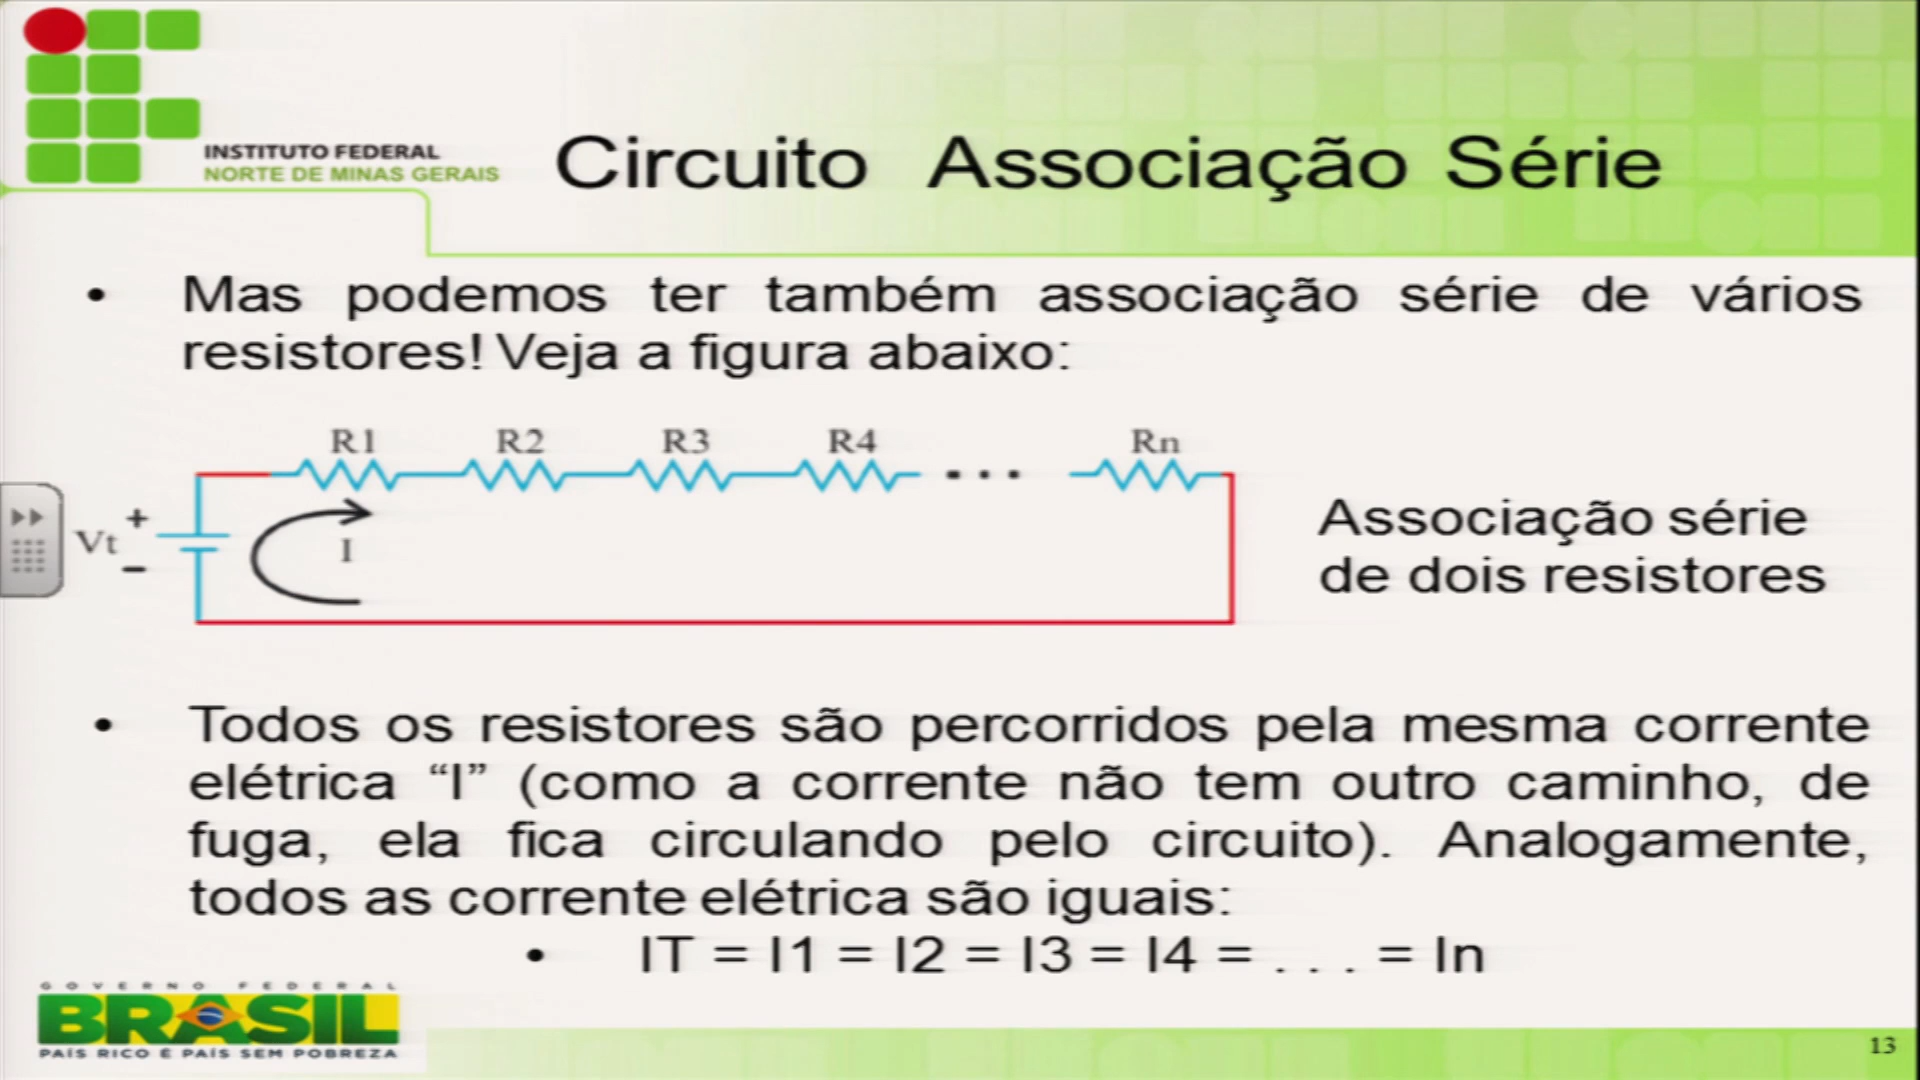 INSTITUTO FEDERAL
NORTE DE MINAS GERAIS
Circuito Associação Série
• Mas podemos ter também associação série de vários
resistores! Veja a figura abaixo:
R1 R2 R3 R4 ... Rn
Vt + −
I
Associação série
de dois resistores
• Todos os resistores são percorridos pela mesma corrente
elétrica “I” (como a corrente não tem outro caminho, de
fuga, ela fica circulando pelo circuito). Analogamente,
todos as corrente elétrica são iguais:
• IT = I1 = I2 = I3 = I4 = . . . = In
GOVERNO FEDERAL
BRASIL
PAÍS RICO É PAÍS SEM POBREZA
13